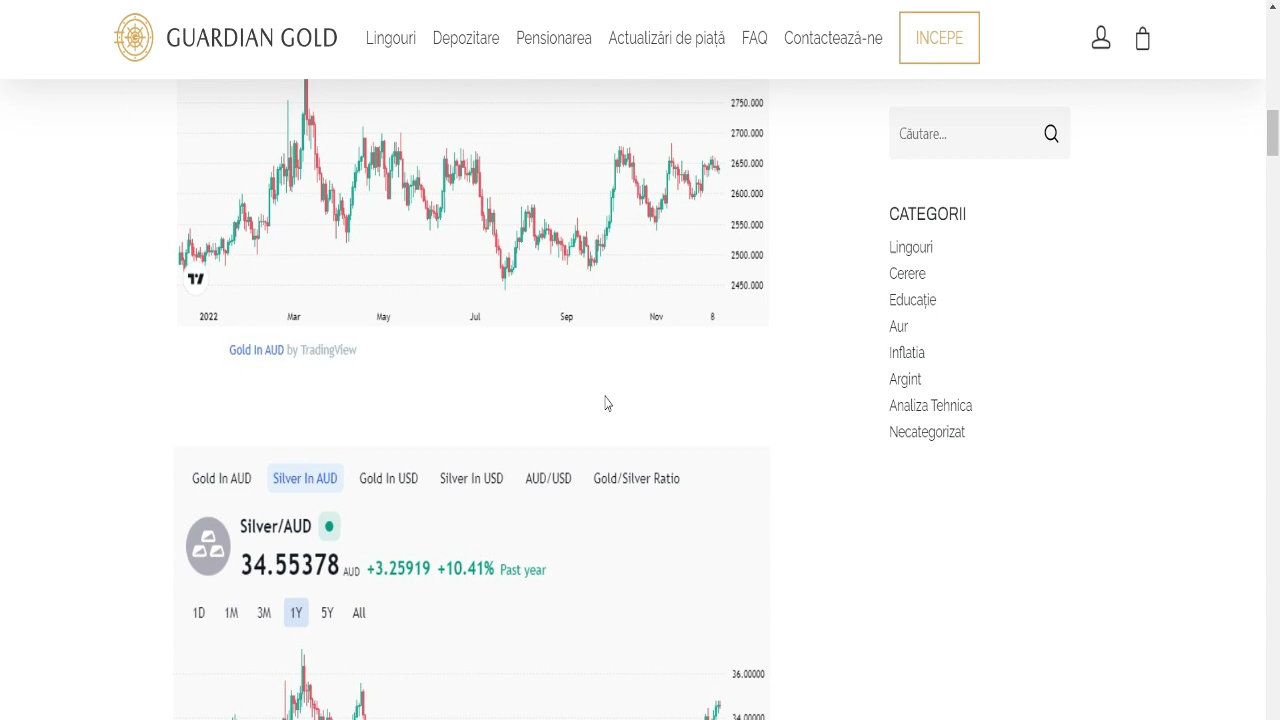 GUARDIAN GOLD
Lingouri Depozitare Pensionarea Actualizări de piață FAQ Contactează-ne INCEPE
2750.000
2700.000
2650.000
2600.000
2550.000
2500.000
2450.000
2022 Mar May Jul Sep Nov 8
Gold In AUD by TradingView
Căutare...
CATEGORII
Lingouri
Cerere
Educație
Aur
Inflatia
Argint
Analiza Tehnica
Necategorizat
Gold In AUD Silver In AUD Gold In USD Silver In USD AUD/USD Gold/Silver Ratio
Silver/AUD
34.55378 AUD +3.25919 +10.41% Past year
1D 1M 3M 1Y 5Y All
36.00000
34.00000